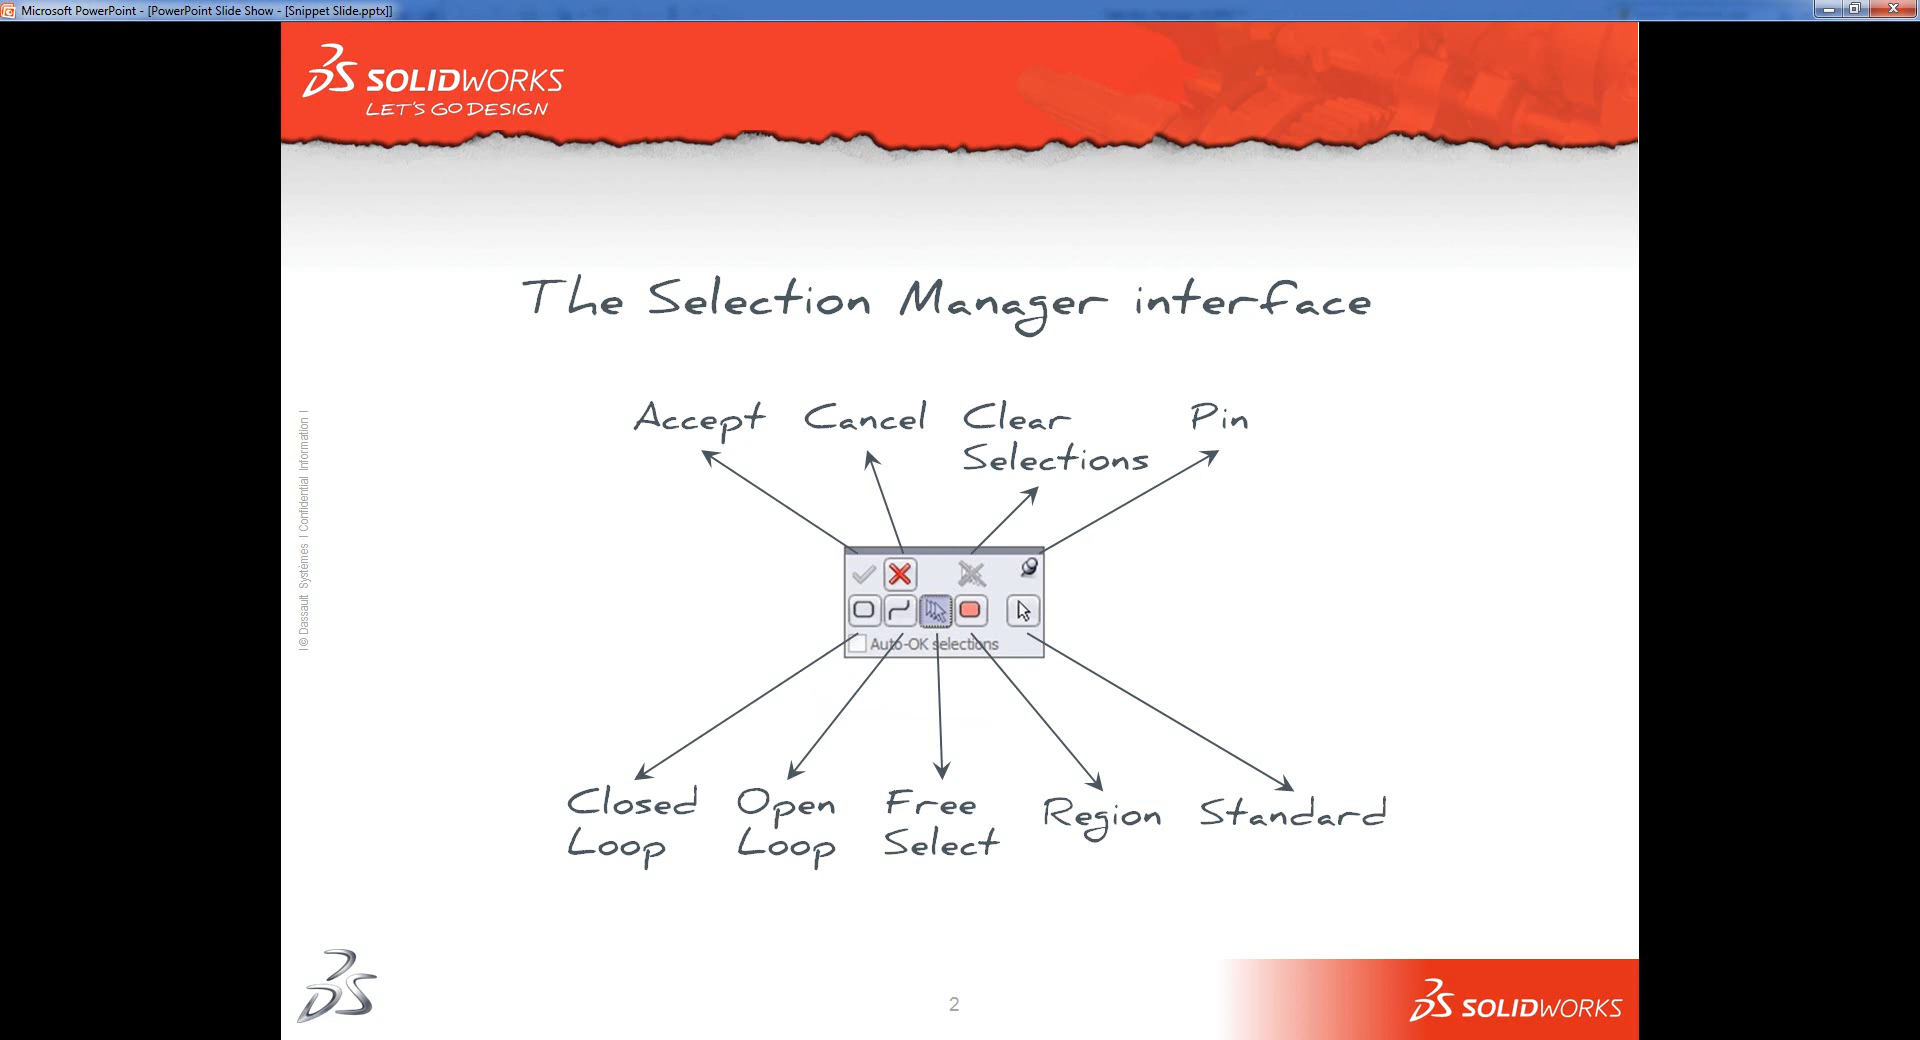 Microsoft PowerPoint - [PowerPoint Slide Show - [Snippet Slide.pptx]]
SOLIDWORKS
LET'S GO DESIGN
The Selection Manager interface
Accept Cancel Clear Selections Pin
Auto-OK selections
Closed Loop Open Loop Free Select Region Standard
I © Dassault Systèmes I Confidential Information I
2
SOLIDWORKS